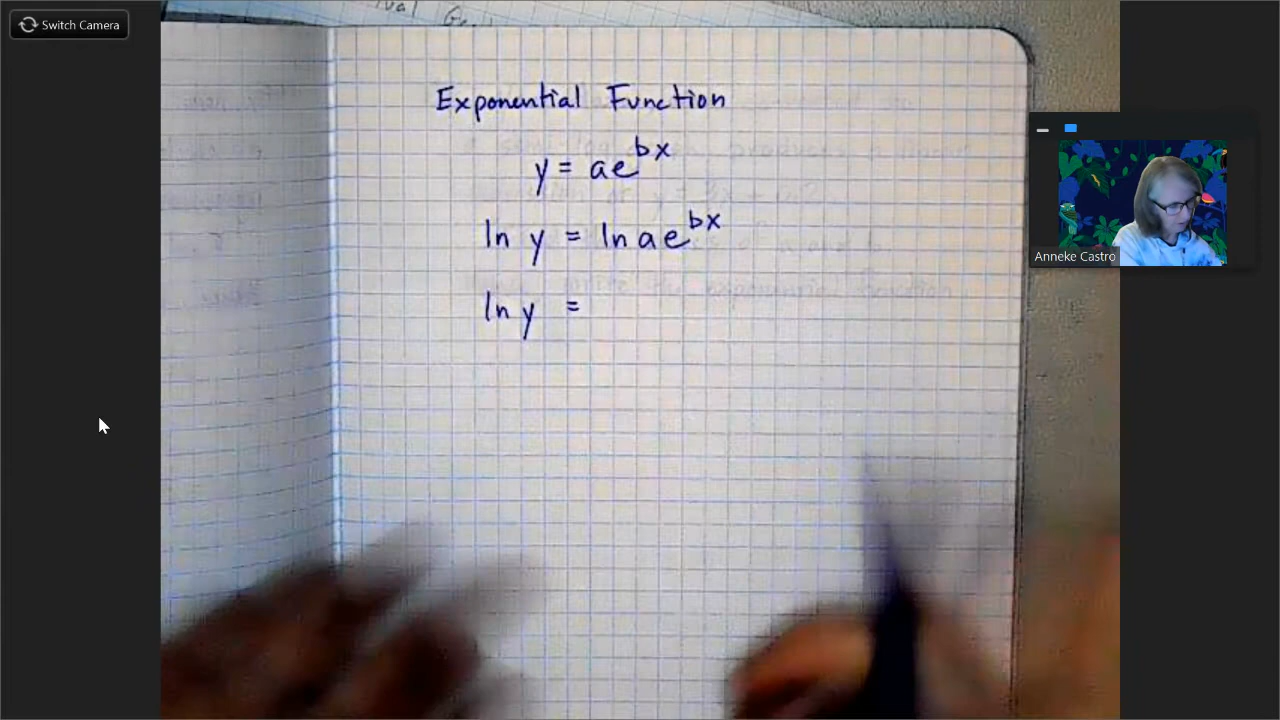 Switch Camera
Exponential Function
y = ae^bx
ln y = ln ae^bx
ln y =
Anneke Castro